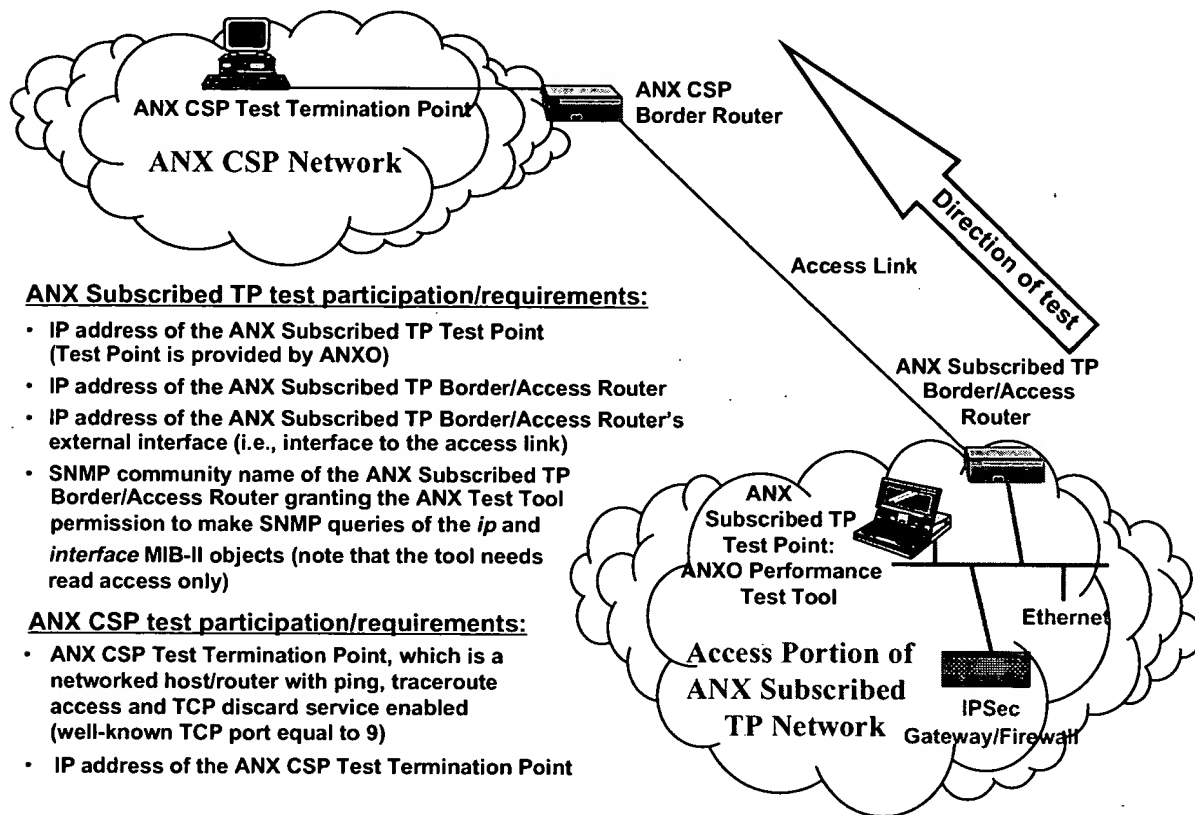 ANX CSP Test Termination Point
ANX CSP Network
ANX CSP
Border Router
Direction of test
Access Link
ANX Subscribed TP
Border/Access
Router
ANX Subscribed TP test participation/requirements:
• IP address of the ANX Subscribed TP Test Point
(Test Point is provided by ANXO)
• IP address of the ANX Subscribed TP Border/Access Router
• IP address of the ANX Subscribed TP Border/Access Router's
external interface (i.e., interface to the access link)
• SNMP community name of the ANX Subscribed TP
Border/Access Router granting the ANX Test Tool
permission to make SNMP queries of the ip and
interface MIB-II objects (note that the tool needs
read access only)
ANX CSP test participation/requirements:
• ANX CSP Test Termination Point, which is a
networked host/router with ping, traceroute
access and TCP discard service enabled
(well-known TCP port equal to 9)
• IP address of the ANX CSP Test Termination Point
ANX
Subscribed TP
Test Point:
ANXO Performance
Test Tool
Ethernet
Access Portion of
ANX Subscribed
TP Network
IPSec
Gateway/Firewall